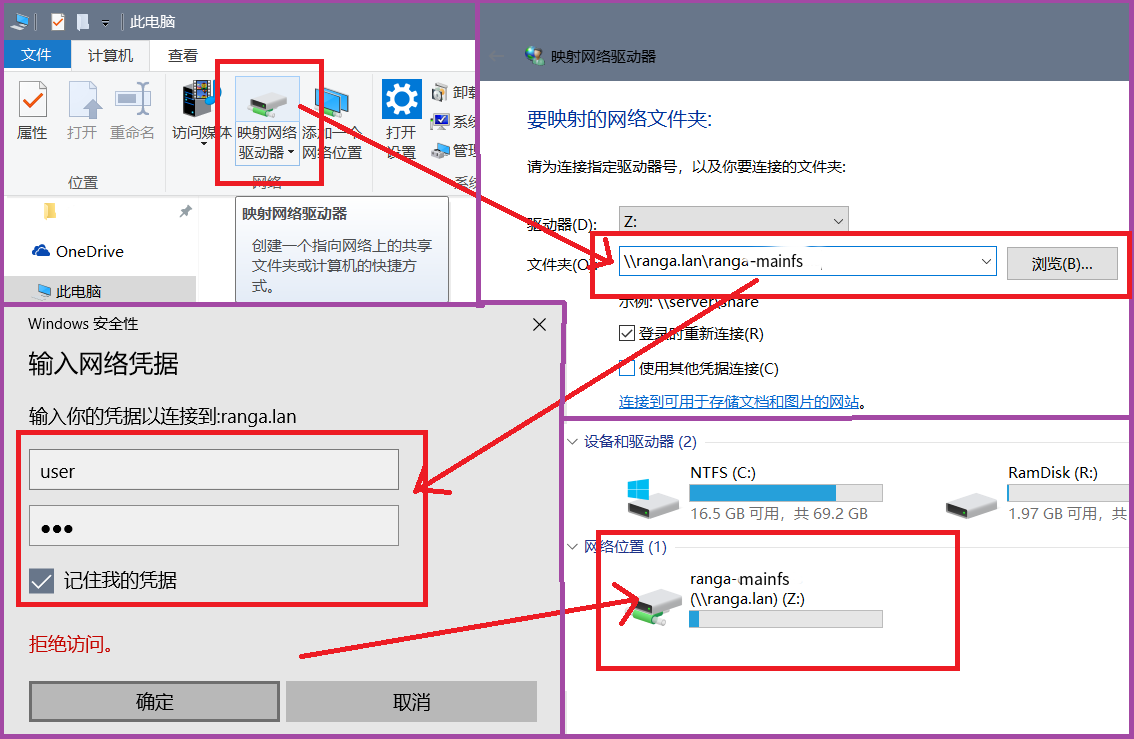 此电脑
文件
计算机
查看
属性
打开
重命名
访问媒体
映射网络
驱动器
添加一个
网络位置
打开
设置
卸载
系统
管理
位置
网络
系统
OneDrive
此电脑
映射网络驱动器
创建一个指向网络上的共享
文件夹或计算机的快捷方
式。
映射网络驱动器
要映射的网络文件夹:
请为连接指定驱动器号，以及你要连接的文件夹:
驱动器(D):
Z:
文件夹(O):
\\ranga.lan\ranga-mainfs
浏览(B)...
示例: \\server\share
登录时重新连接(R)
使用其他凭据连接(C)
连接到可用于存储文档和图片的网站。
Windows 安全性
输入网络凭据
输入你的凭据以连接到:ranga.lan
user
●●●
记住我的凭据
拒绝访问。
确定
取消
设备和驱动器 (2)
NTFS (C:)
16.5 GB 可用，共 69.2 GB
RamDisk (R:)
1.97 GB 可用，共
网络位置 (1)
ranga-mainfs
(\\ranga.lan) (Z:)